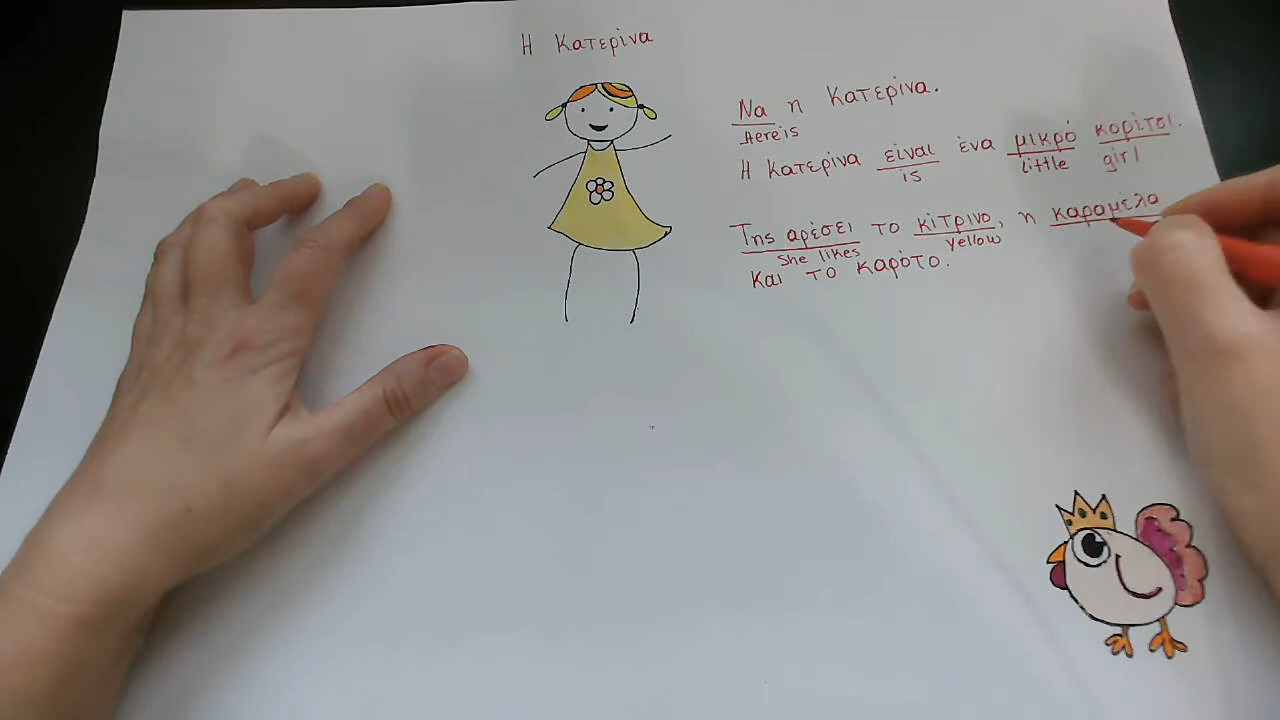 Η Κατερίνα
Να η Κατερίνα.
Here is
Η Κατερίνα είναι ένα μικρό κορίτσι.
is little girl
Της αρέσει το κίτρινο, η καραμέλα
she likes yellow
και το καρότο.